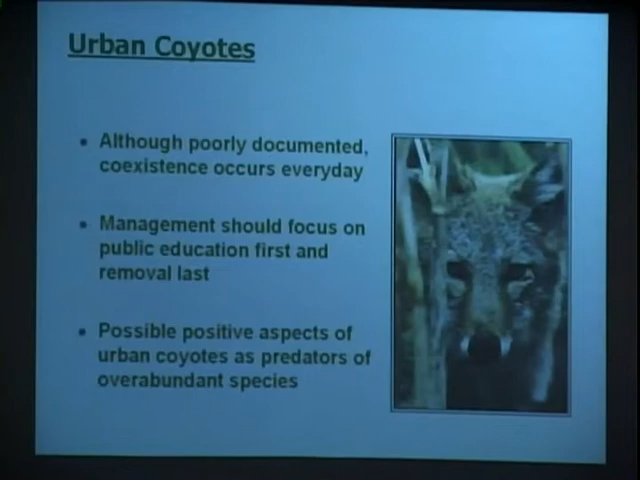 Urban Coyotes
• Although poorly documented,
coexistence occurs everyday
• Management should focus on
public education first and
removal last
• Possible positive aspects of
urban coyotes as predators of
overabundant species